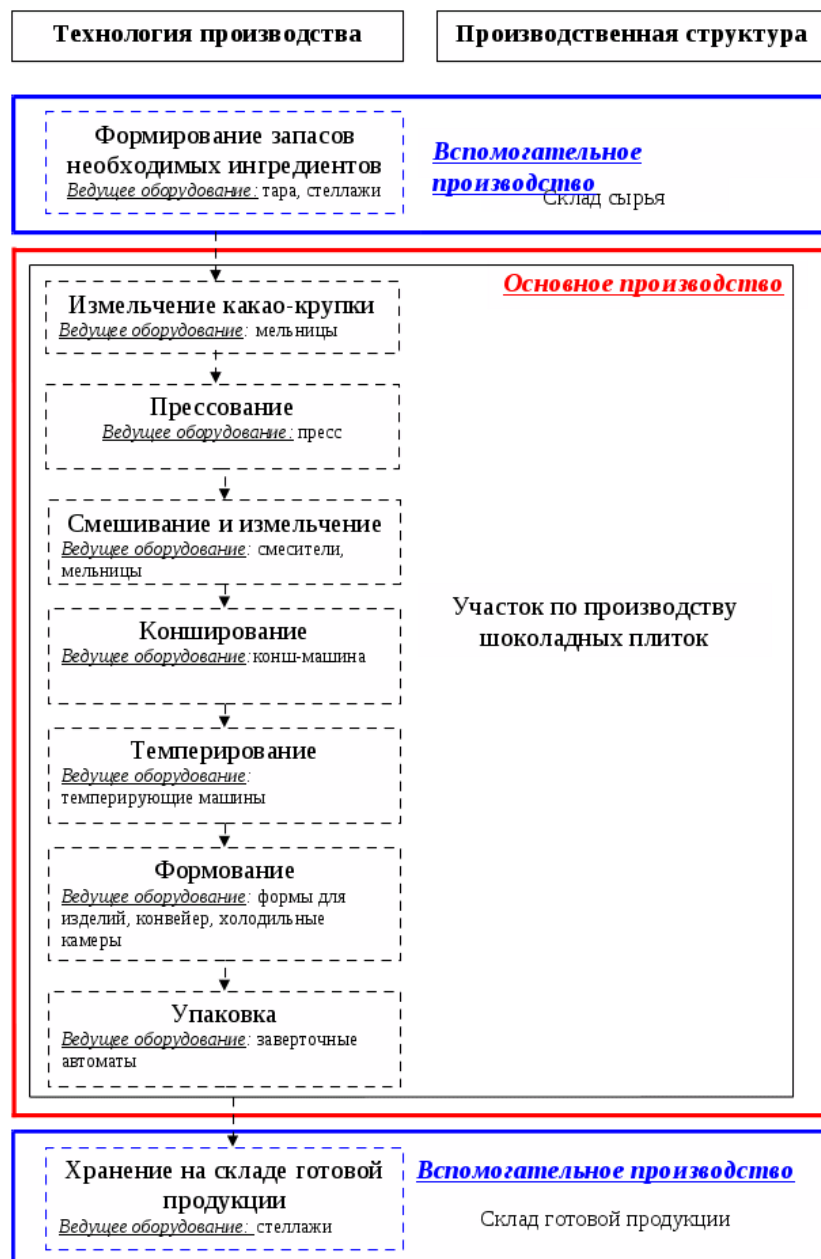 Технология производства
Производственная структура
Формирование запасов
необходимых ингредиентов
Ведущее оборудование: тара, стеллажи
Вспомогательное
производство
Склад сырья
Основное производство
Измельчение какао-крупки
Ведущее оборудование: мельницы
Прессование
Ведущее оборудование: пресс
Смешивание и измельчение
Ведущее оборудование: смесители,
мельницы
Конширование
Ведущее оборудование:конш-машина
Участок по производству
шоколадных плиток
Темперирование
Ведущее оборудование:
темперирующие машины
Формование
Ведущее оборудование: формы для
изделий, конвейер, холодильные
камеры
Упаковка
Ведущее оборудование: заверточные
автоматы
Хранение на складе готовой
продукции
Ведущее оборудование: стеллажи
Вспомогательное производство
Склад готовой продукции